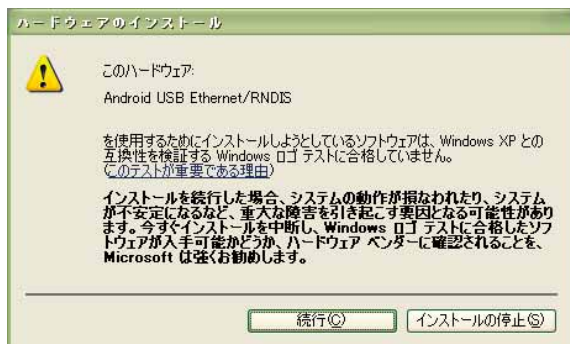 ハードウェアのインストール
このハードウェア:
Android USB Ethernet/RNDIS
を使用するためにインストールしようとしているソフトウェアは、Windows XP との
互換性を検証する Windows ロゴ テストに合格していません。
(このテストが重要である理由)
インストールを続行した場合、システムの動作が損なわれたり、システム
が不安定になるなど、重大な障害を引き起こす要因となる可能性があり
ます。今すぐインストールを中断し、Windows ロゴ テストに合格したソフ
トウェアが入手可能かどうか、ハードウェア ベンダーに確認されることを、
Microsoft は強くお勧めします。
続行(C)
インストールの停止(S)